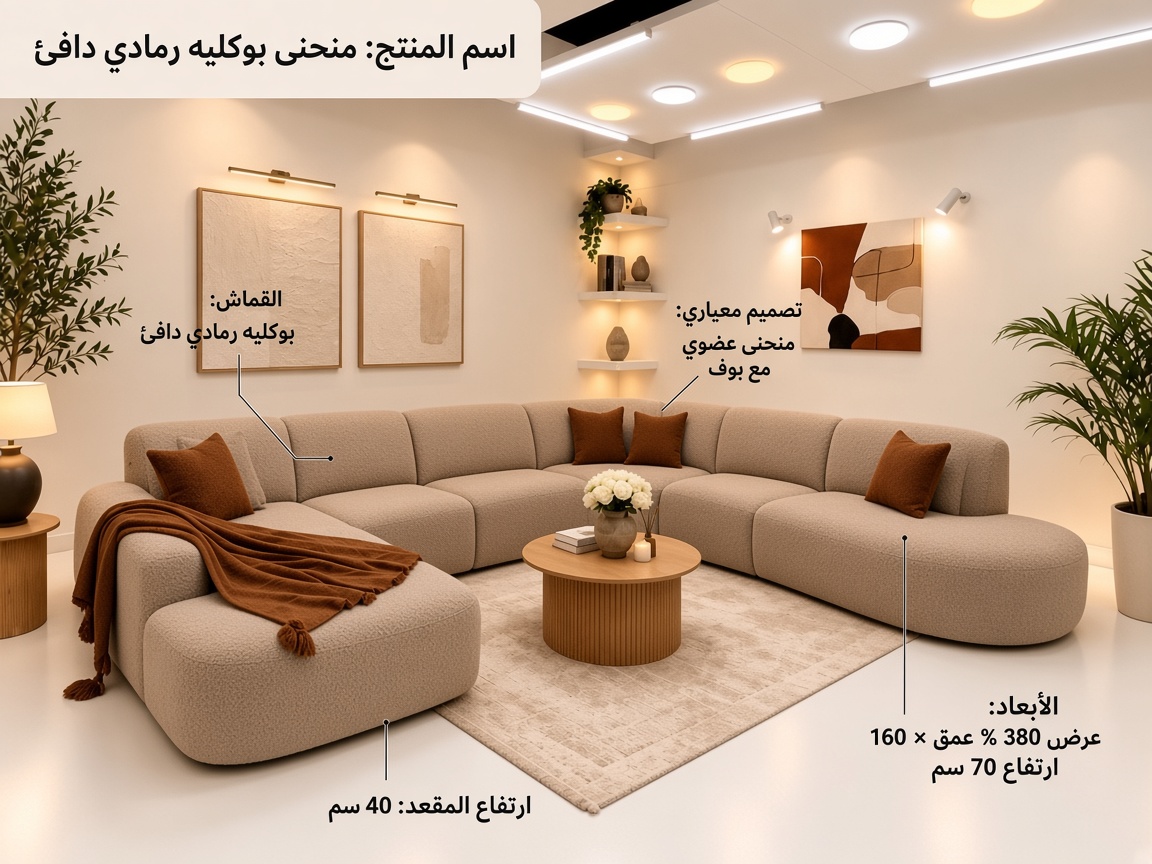 اسم المنتج: منحنى بوكليه رمادي دافئ
القماش:
بوكليه رمادي دافئ
تصميم معياري:
منحنى عضوي
مع بوف
الأبعاد:
عرض 380 % عمق × 160
ارتفاع 70 سم
ارتفاع المقعد: 40 سم